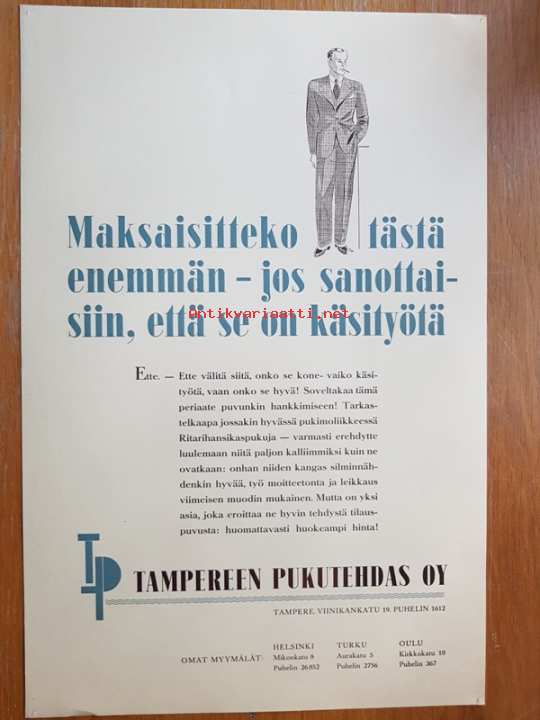 Maksaisitteko tästä
enemmän – jos sanottai-
siin, että se on käsityötä
antikvariaatti.net
Ette. — Ette välitä siitä, onko se kone- vaiko käsi-
työtä, vaan onko se hyvä! Soveltakaa tämä
periaate puvunkin hankkimiseen! Tarkas-
telkaapa jossakin hyvässä pukimoliikkeessä
Ritarihansikaspukuja — varmasti erehdytte
luulemaan niitä paljon kalliimmiksi kuin ne
ovatkaan: onhan niiden kangas silminnäh-
denkin hyvää, työ moitteetonta ja leikkaus
viimeisen muodin mukainen. Mutta on yksi
asia, joka eroittaa ne hyvin tehdystä tilaus-
puvusta: huomattavasti huokeampi hinta!
TP TAMPEREEN PUKUTEHDAS OY
TAMPERE, VIINIKANKATU 19. PUHELIN 1612
OMAT MYYMÄLÄT: HELSINKI TURKU OULU
Mikonkatu 8 Aurakatu 5 Kirkkokatu 10
Puhelin 26852 Puhelin 2756 Puhelin 367